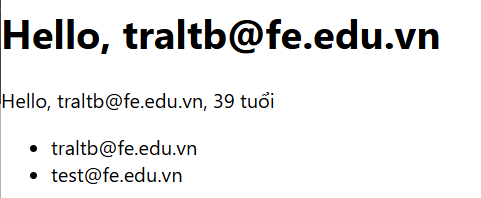 Hello, traltb@fe.edu.vn
Hello, traltb@fe.edu.vn, 39 tuổi
traltb@fe.edu.vn
test@fe.edu.vn